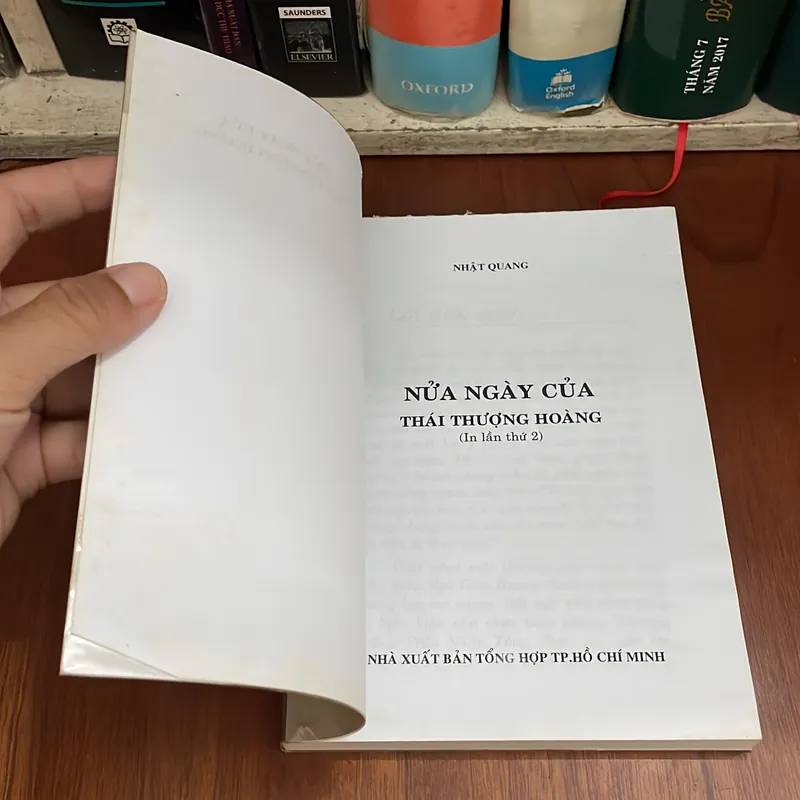 SAUNDERS
ELSEVIER
OXFORD
Oxford
English
THÁNG 7
NĂM 2017
NHẬT QUANG
NỬA NGÀY CỦA
THÁI THƯỢNG HOÀNG
(In lần thứ 2)
NHÀ XUẤT BẢN TỔNG HỢP TP.HỒ CHÍ MINH